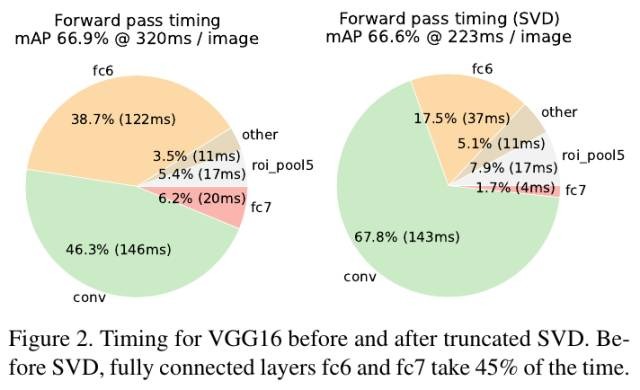 Forward pass timing
mAP 66.9% @ 320ms / image
fc6
38.7% (122ms)
other
3.5% (11ms)
roi_pool5
5.4% (17ms)
6.2% (20ms)
fc7
46.3% (146ms)
conv
Forward pass timing (SVD)
mAP 66.6% @ 223ms / image
fc6
17.5% (37ms)
other
5.1% (11ms)
roi_pool5
7.9% (17ms)
1.7% (4ms)
fc7
67.8% (143ms)
conv
Figure 2. Timing for VGG16 before and after truncated SVD. Be-
fore SVD, fully connected layers fc6 and fc7 take 45% of the time.